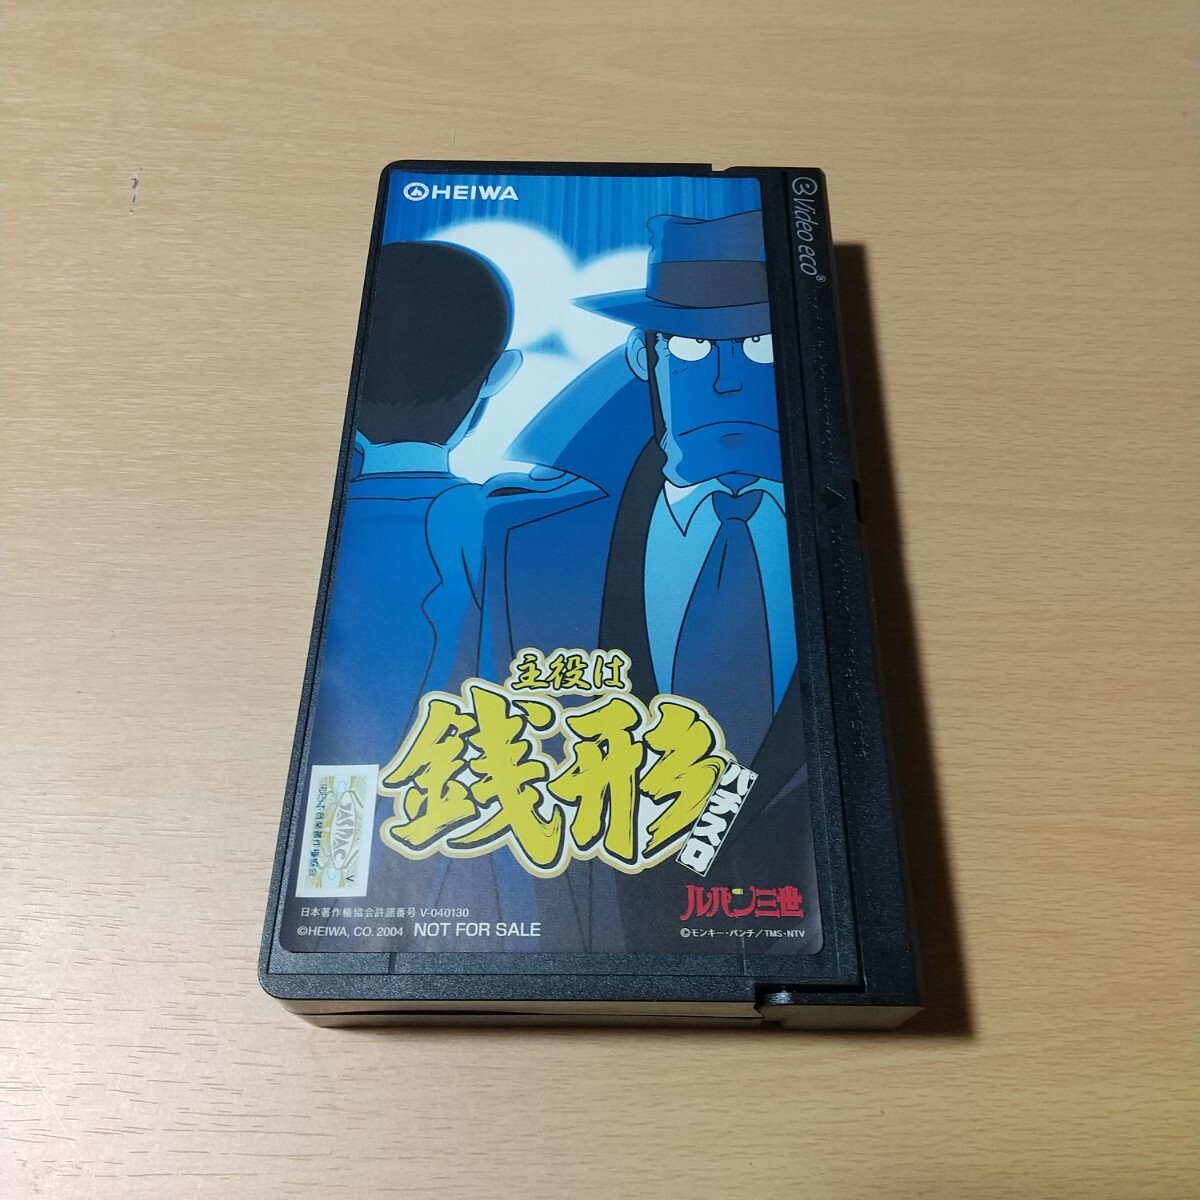 HEIWA
Video eco®
主役は
銭形
パチスロ
JASRAC
V
ルパン三世
日本著作権協会許諾番号 V-040130
©HEIWA, CO. 2004 NOT FOR SALE
©モンキー・パンチ/TMS・NTV